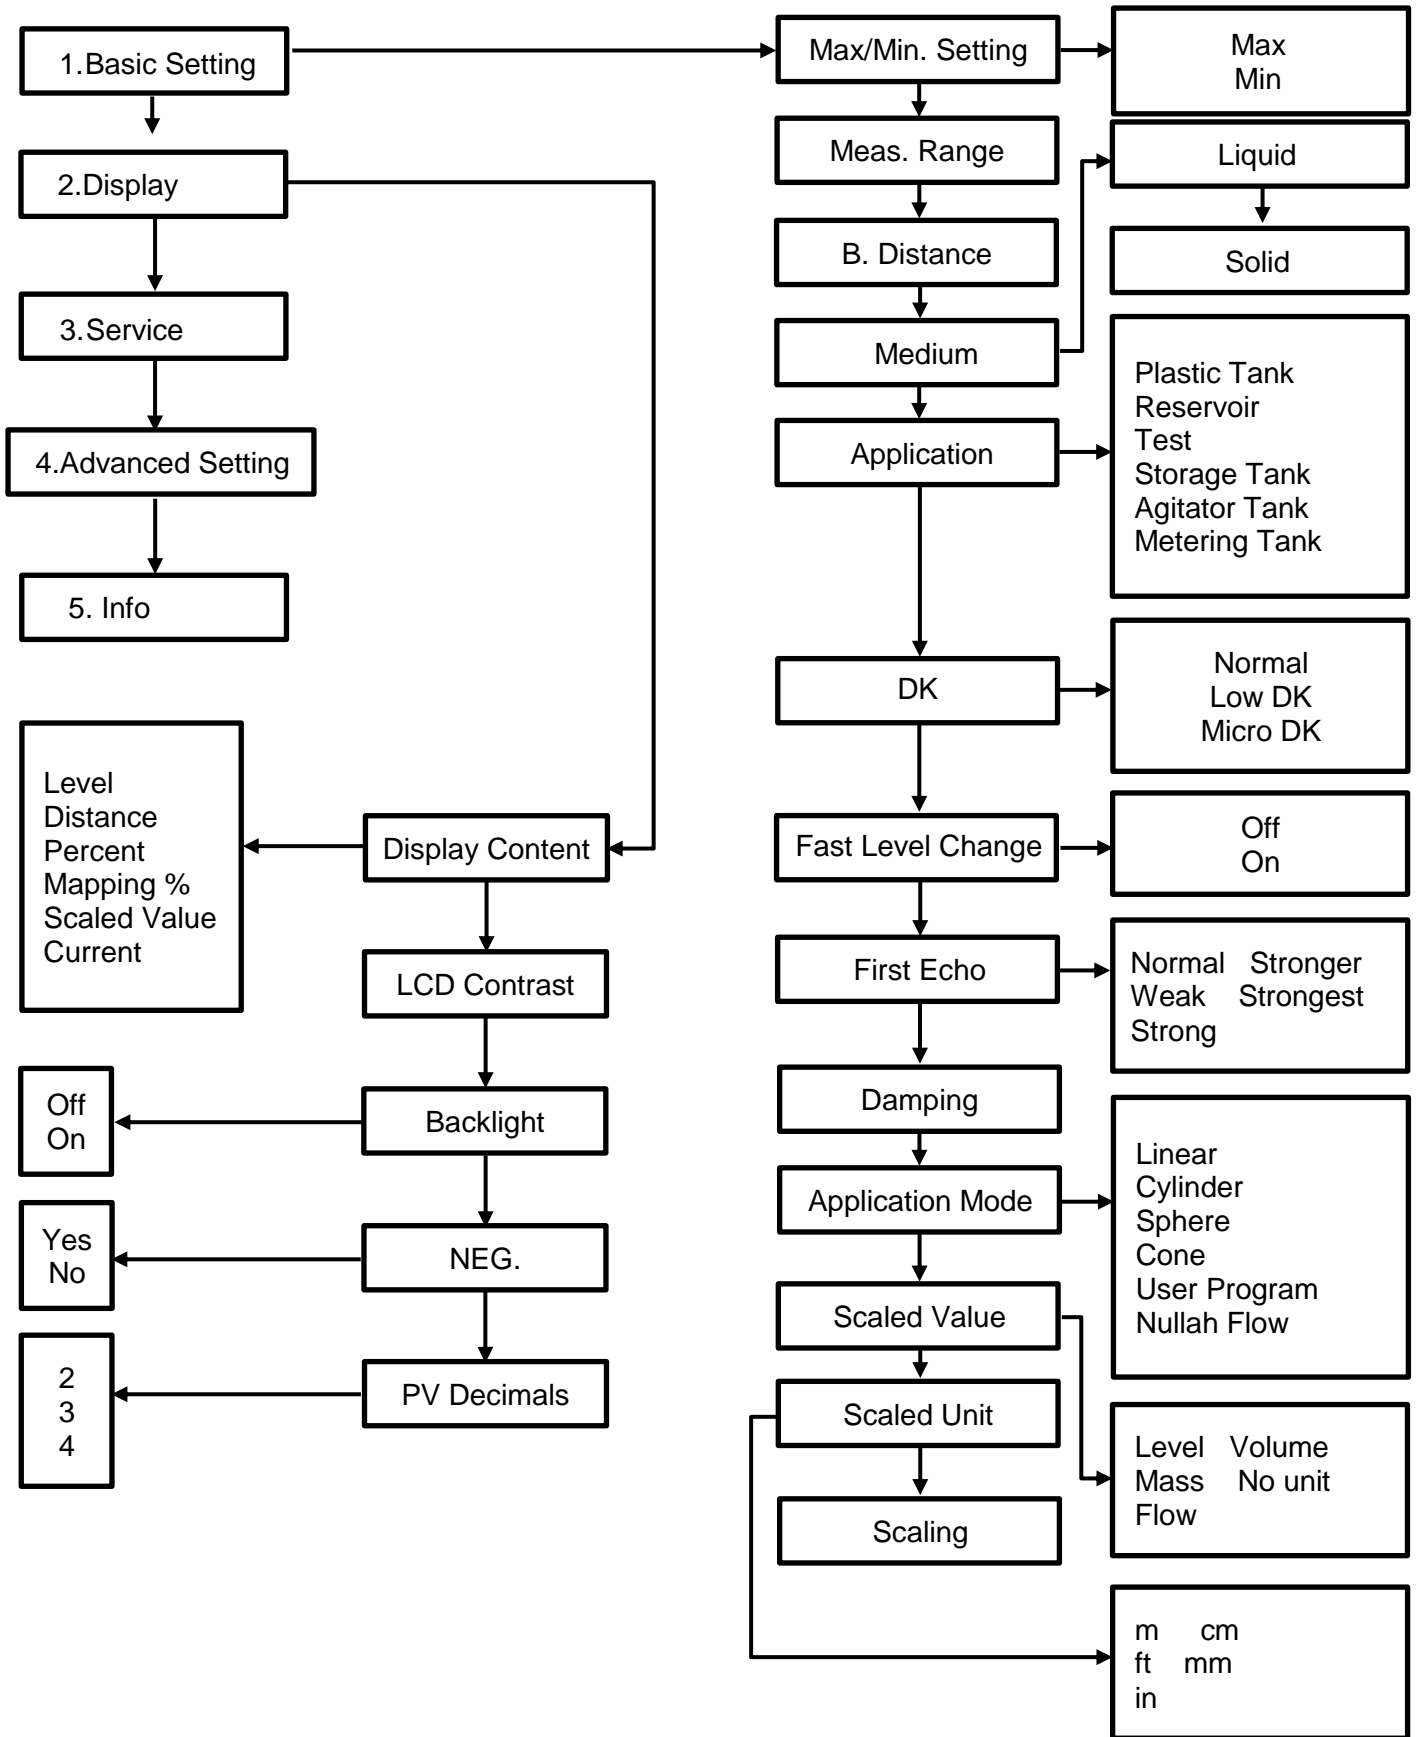 1.Basic Setting
2.Display
3.Service
4.Advanced Setting
5. Info
Max/Min. Setting
Max
Min
Meas. Range
B. Distance
Medium
Liquid
Solid
Application
Plastic Tank
Reservoir
Test
Storage Tank
Agitator Tank
Metering Tank
DK
Normal
Low DK
Micro DK
Fast Level Change
Off
On
First Echo
Normal Stronger
Weak Strongest
Strong
Damping
Application Mode
Linear
Cylinder
Sphere
Cone
User Program
Nullah Flow
Scaled Value
Level Volume
Mass No unit
Flow
Scaled Unit
m cm
ft mm
in
Scaling
Display Content
Level
Distance
Percent
Mapping %
Scaled Value
Current
LCD Contrast
Backlight
Off
On
NEG.
Yes
No
PV Decimals
2
3
4